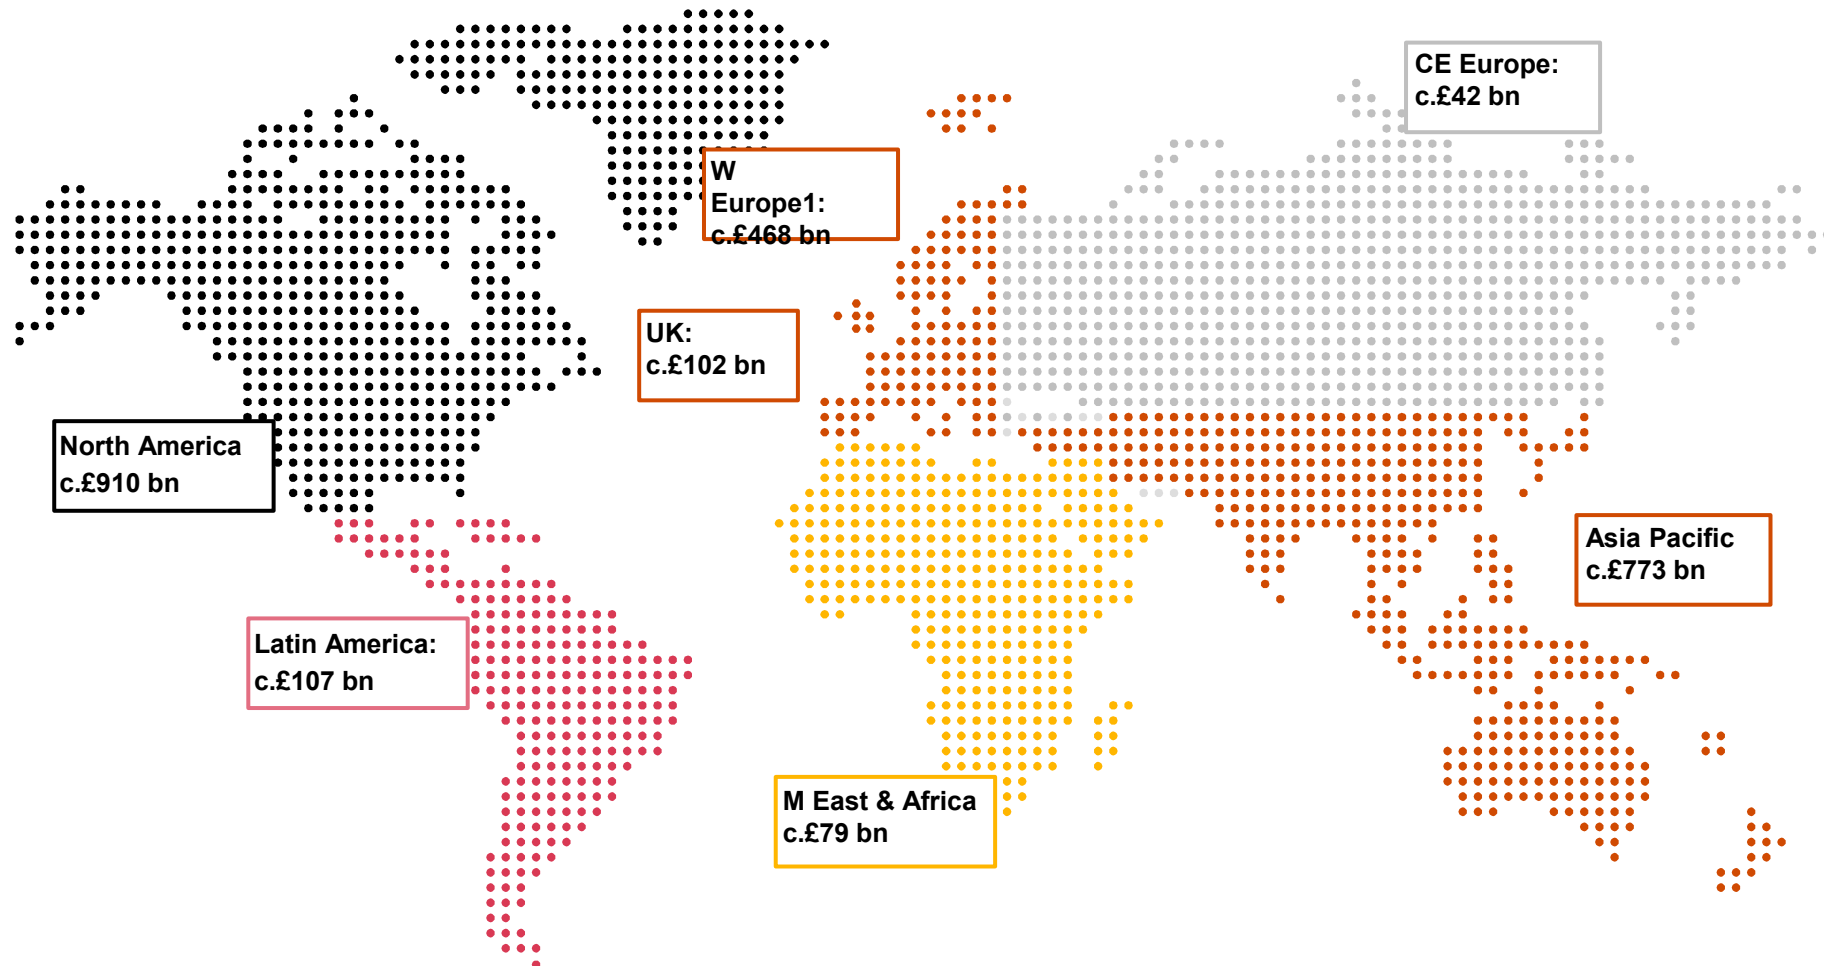 CE Europe:
c.£42 bn
W
Europe1:
c.£468 bn
UK:
c.£102 bn
North America
c.£910 bn
Asia Pacific
c.£773 bn
Latin America:
c.£107 bn
M East & Africa
c.£79 bn